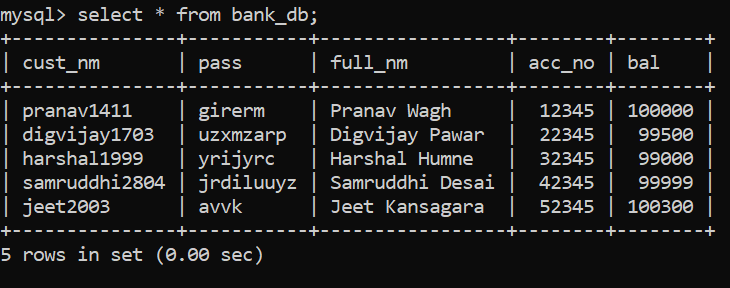 mysql> select * from bank_db;
+---------------+----------+-----------------+--------+--------+
| cust_nm       | pass     | full_nm         | acc_no | bal    |
+---------------+----------+-----------------+--------+--------+
| pranav1411    | girerm   | Pranav Wagh     |  12345 | 100000 |
| digvijay1703  | uzxmzarp | Digvijay Pawar  |  22345 |  99500 |
| harshal1999   | yrijyrc  | Harshal Humne   |  32345 |  99000 |
| samruddhi2804 | jrdiluuyz | Samruddhi Desai |  42345 |  99999 |
| jeet2003      | avvk     | Jeet Kansagara  |  52345 | 100300 |
+---------------+----------+-----------------+--------+--------+
5 rows in set (0.00 sec)